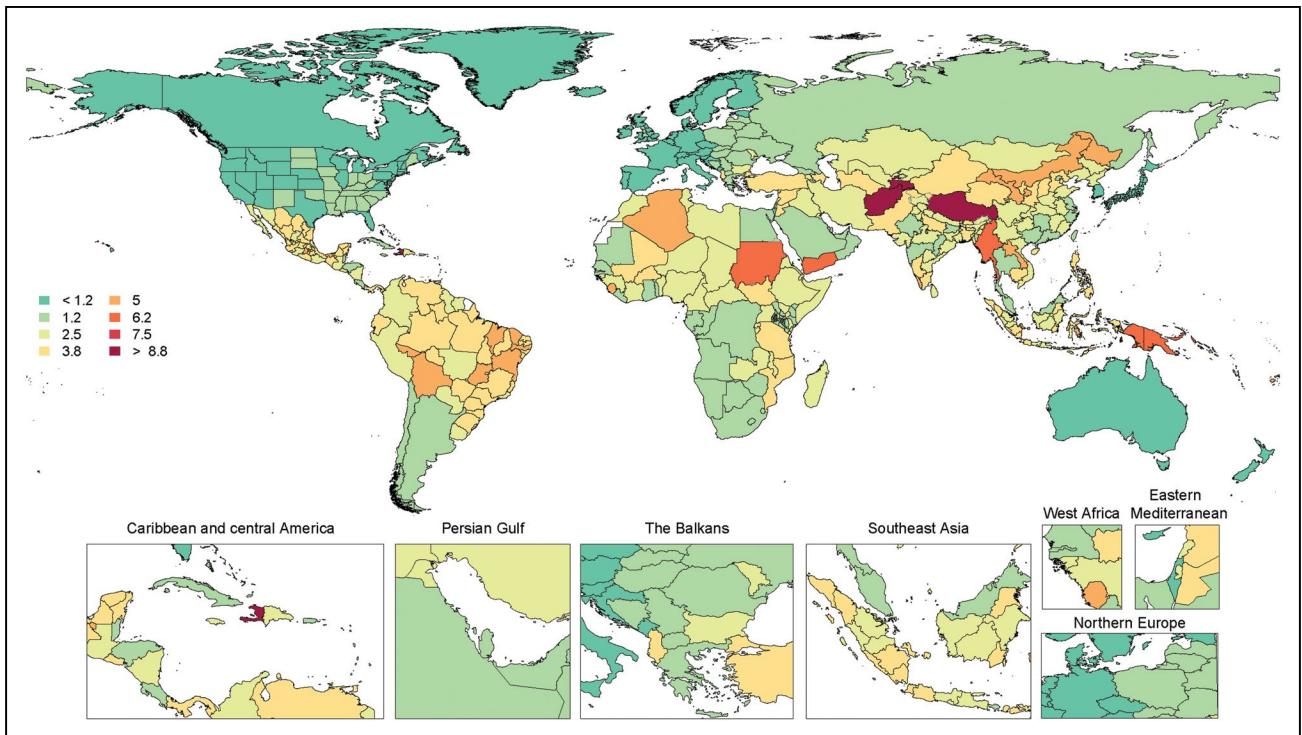 < 1.2
1.2
2.5
3.8
5
6.2
7.5
> 8.8
Caribbean and central America
Persian Gulf
The Balkans
Southeast Asia
West Africa
Eastern
Mediterranean
Northern Europe